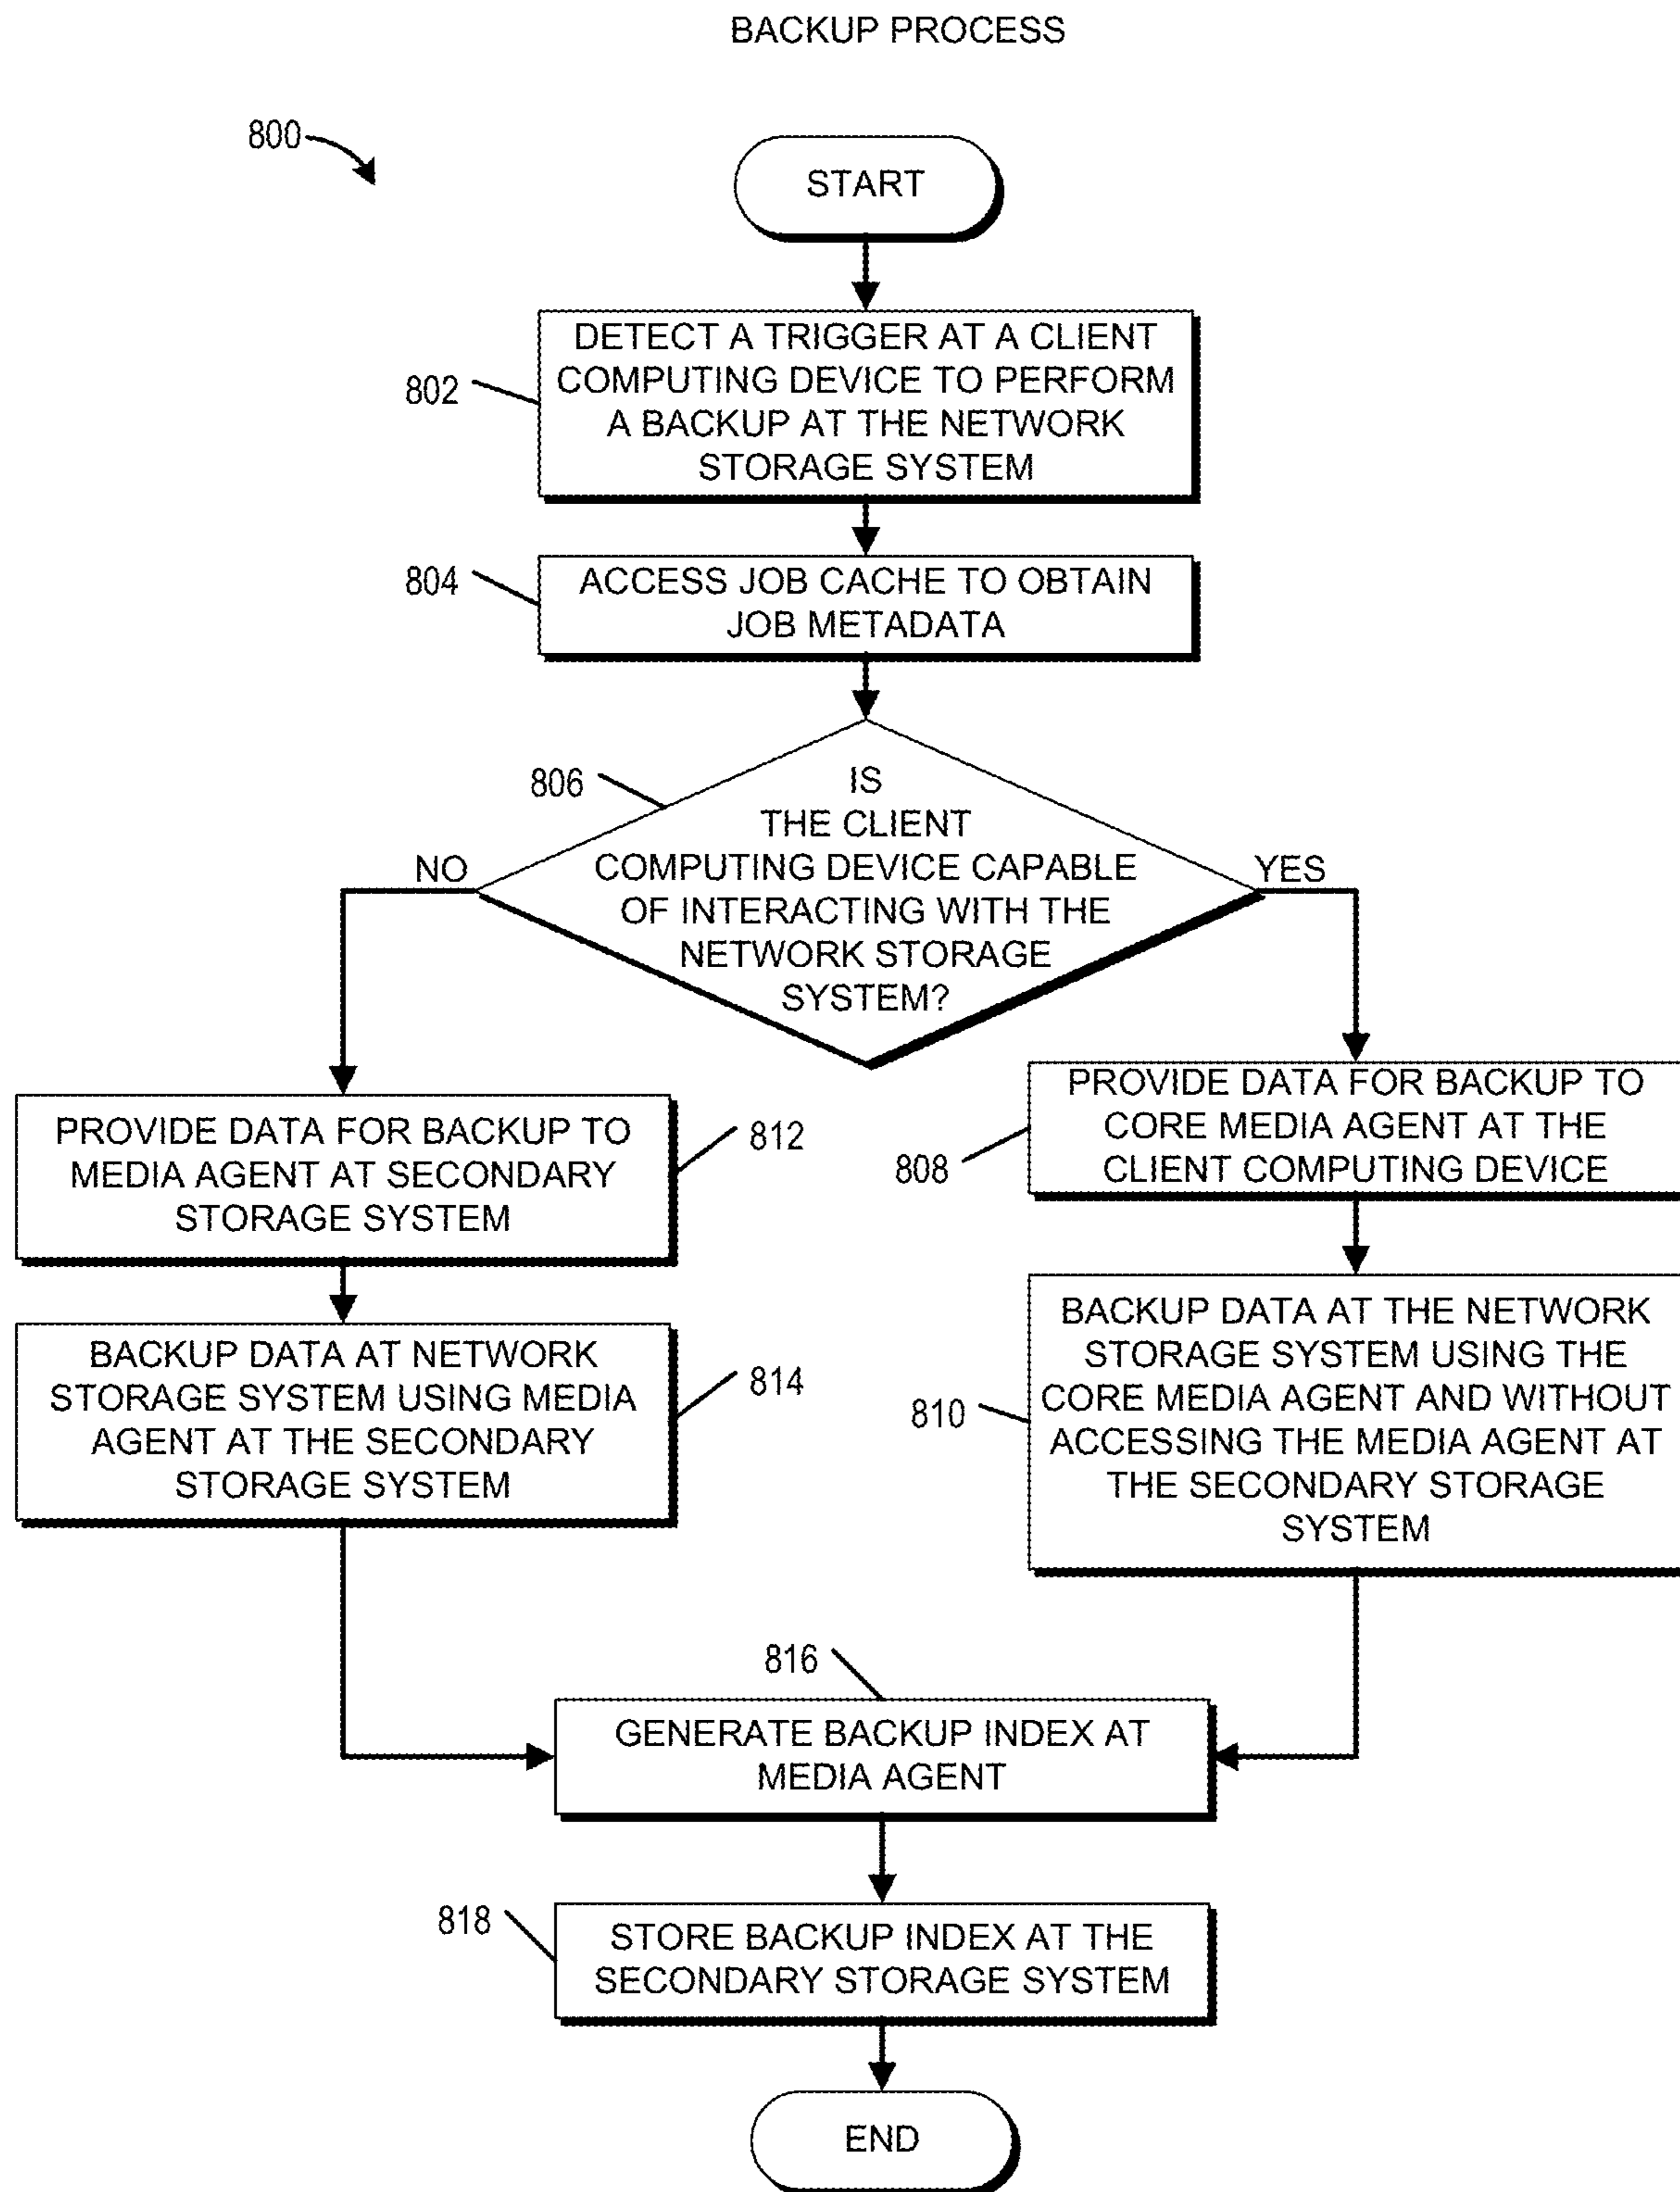 BACKUP PROCESS
800
START
802
DETECT A TRIGGER AT A CLIENT
COMPUTING DEVICE TO PERFORM
A BACKUP AT THE NETWORK
STORAGE SYSTEM
804
ACCESS JOB CACHE TO OBTAIN
JOB METADATA
806
IS
THE CLIENT
COMPUTING DEVICE CAPABLE
OF INTERACTING WITH THE
NETWORK STORAGE
SYSTEM?
NO
YES
PROVIDE DATA FOR BACKUP TO
MEDIA AGENT AT SECONDARY
STORAGE SYSTEM
812
808
PROVIDE DATA FOR BACKUP TO
CORE MEDIA AGENT AT THE
CLIENT COMPUTING DEVICE
BACKUP DATA AT NETWORK
STORAGE SYSTEM USING MEDIA
AGENT AT THE SECONDARY
STORAGE SYSTEM
814
810
BACKUP DATA AT THE NETWORK
STORAGE SYSTEM USING THE
CORE MEDIA AGENT AND WITHOUT
ACCESSING THE MEDIA AGENT AT
THE SECONDARY STORAGE
SYSTEM
816
GENERATE BACKUP INDEX AT
MEDIA AGENT
818
STORE BACKUP INDEX AT THE
SECONDARY STORAGE SYSTEM
END